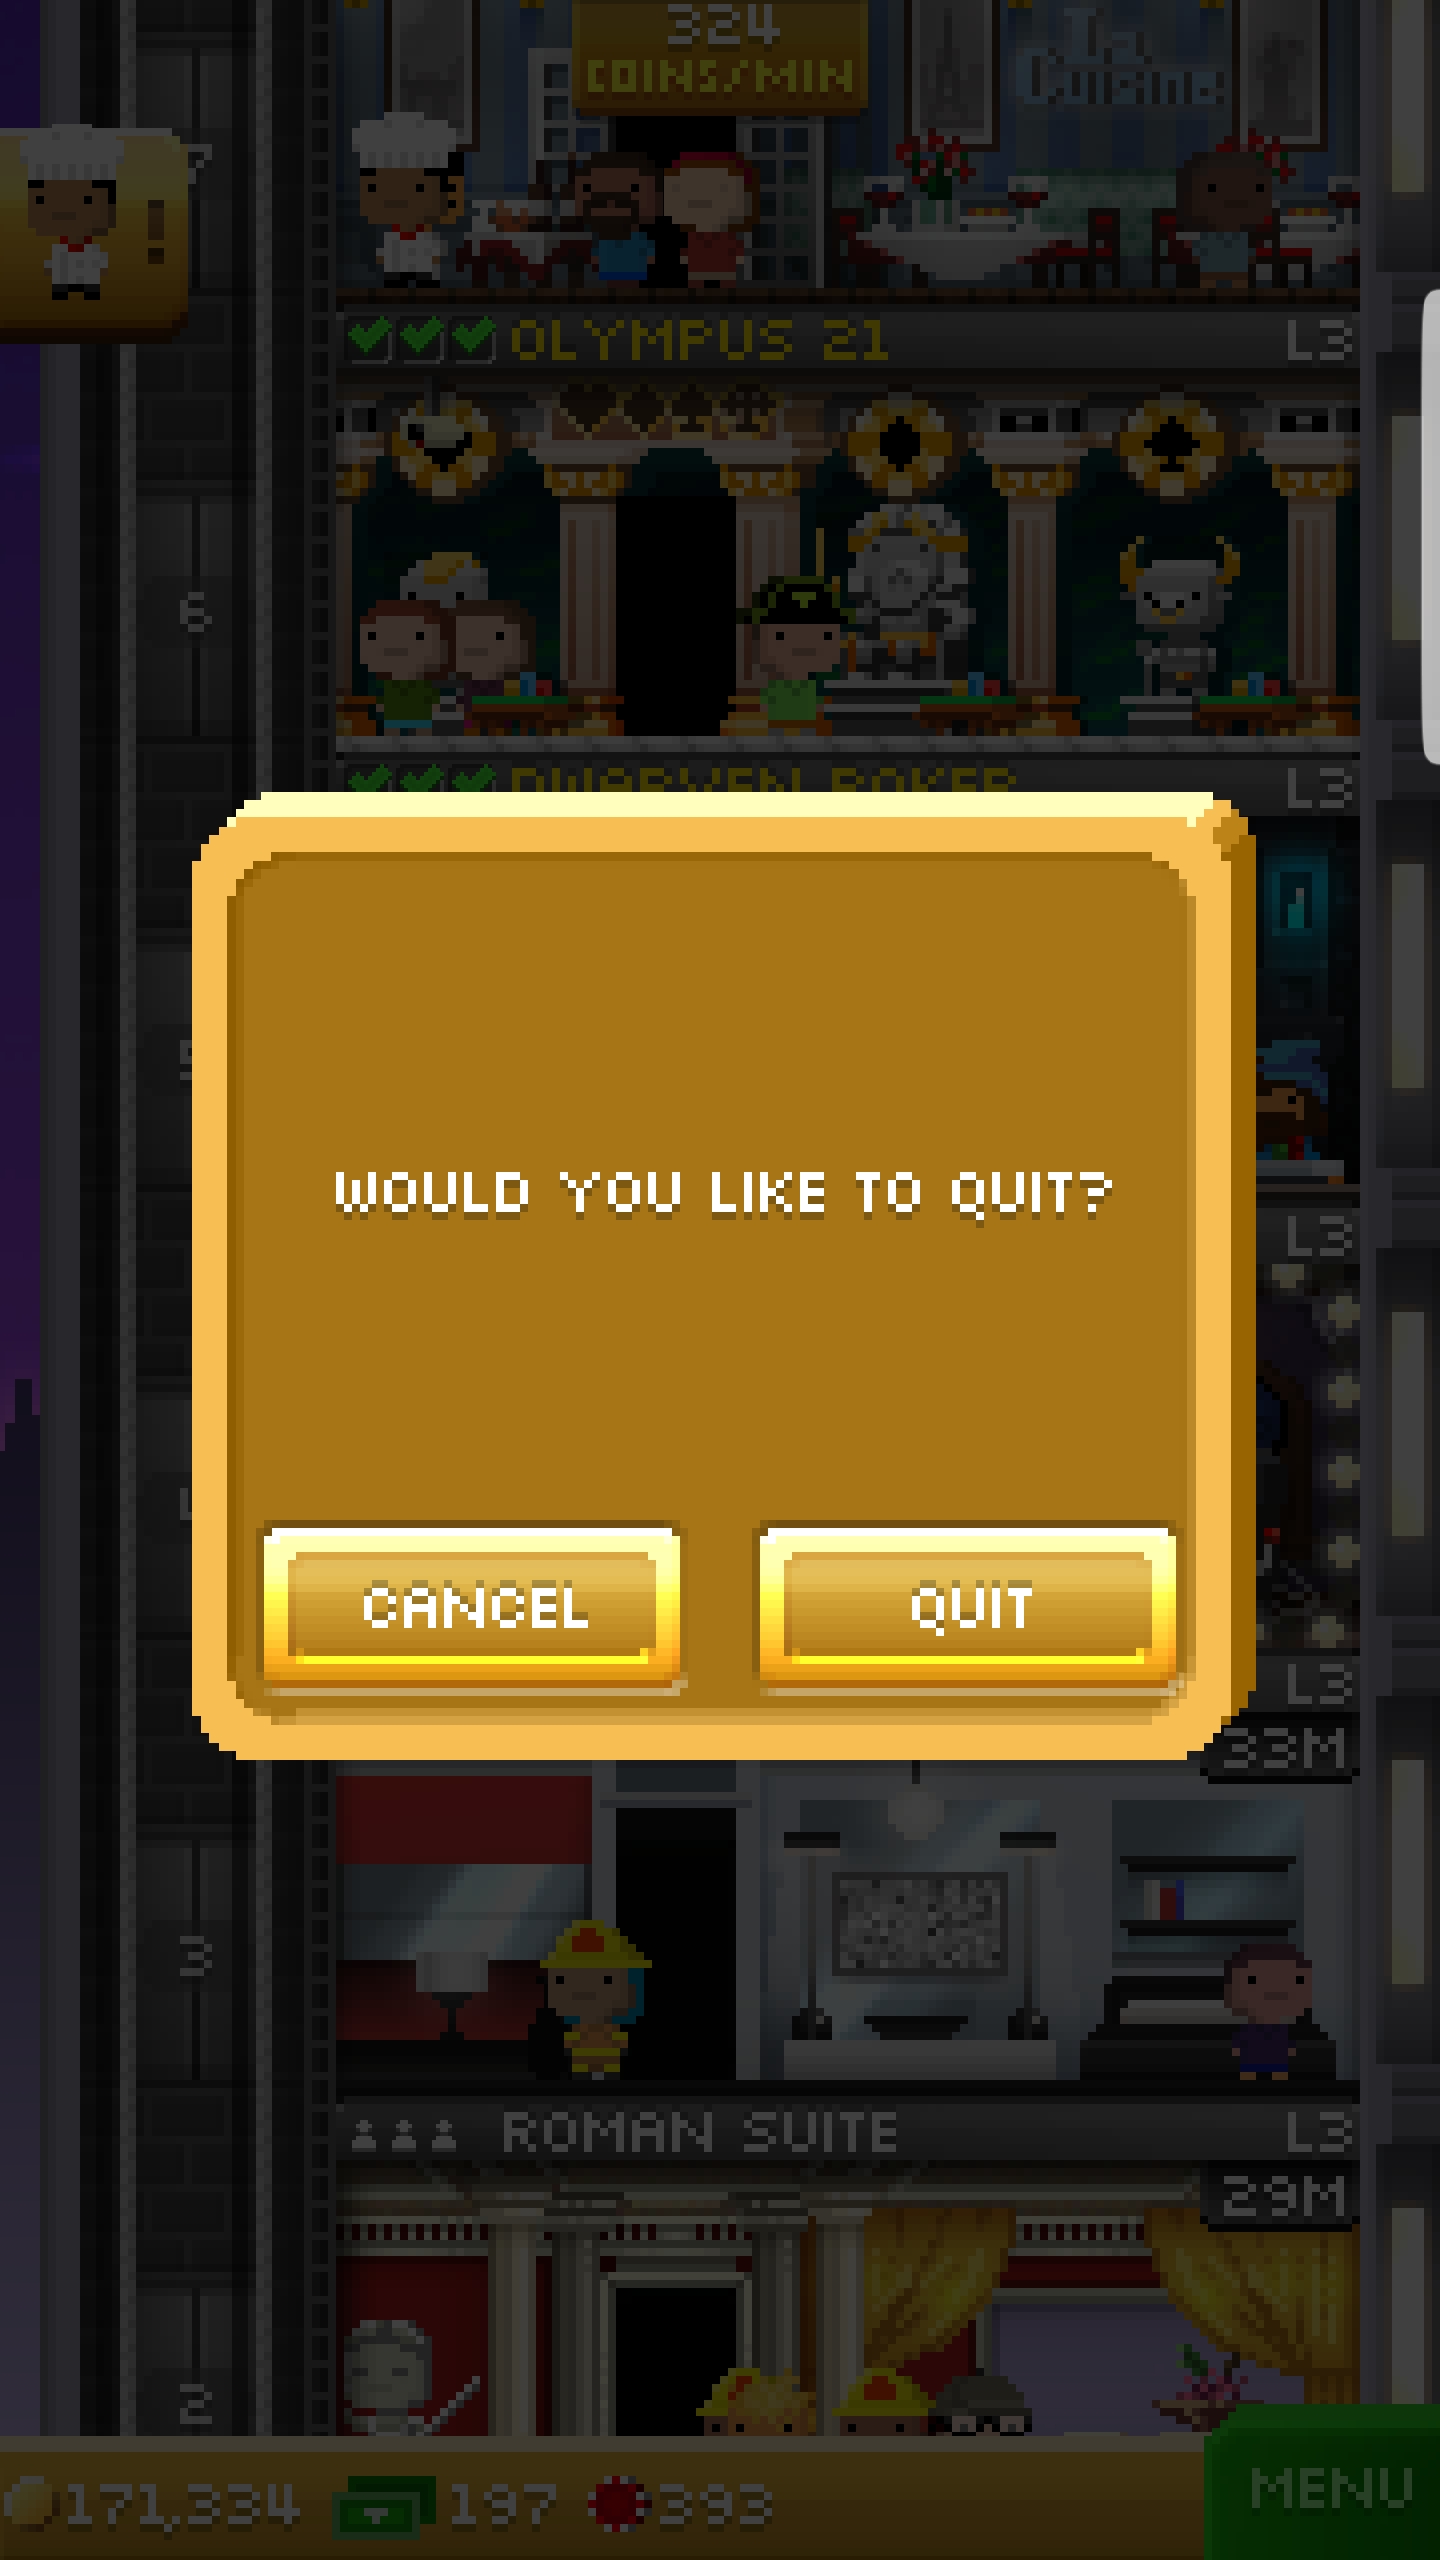 324
COINS/MIN
La
Cuisine
7
OLYMPUS 21 L3
6
DWARVEN POKER L3
5
WOULD YOU LIKE TO QUIT?
L3
4
CANCEL QUIT
L3
33M
3
ROMAN SUITE L3
29M
2
171,334 197 393 MENU